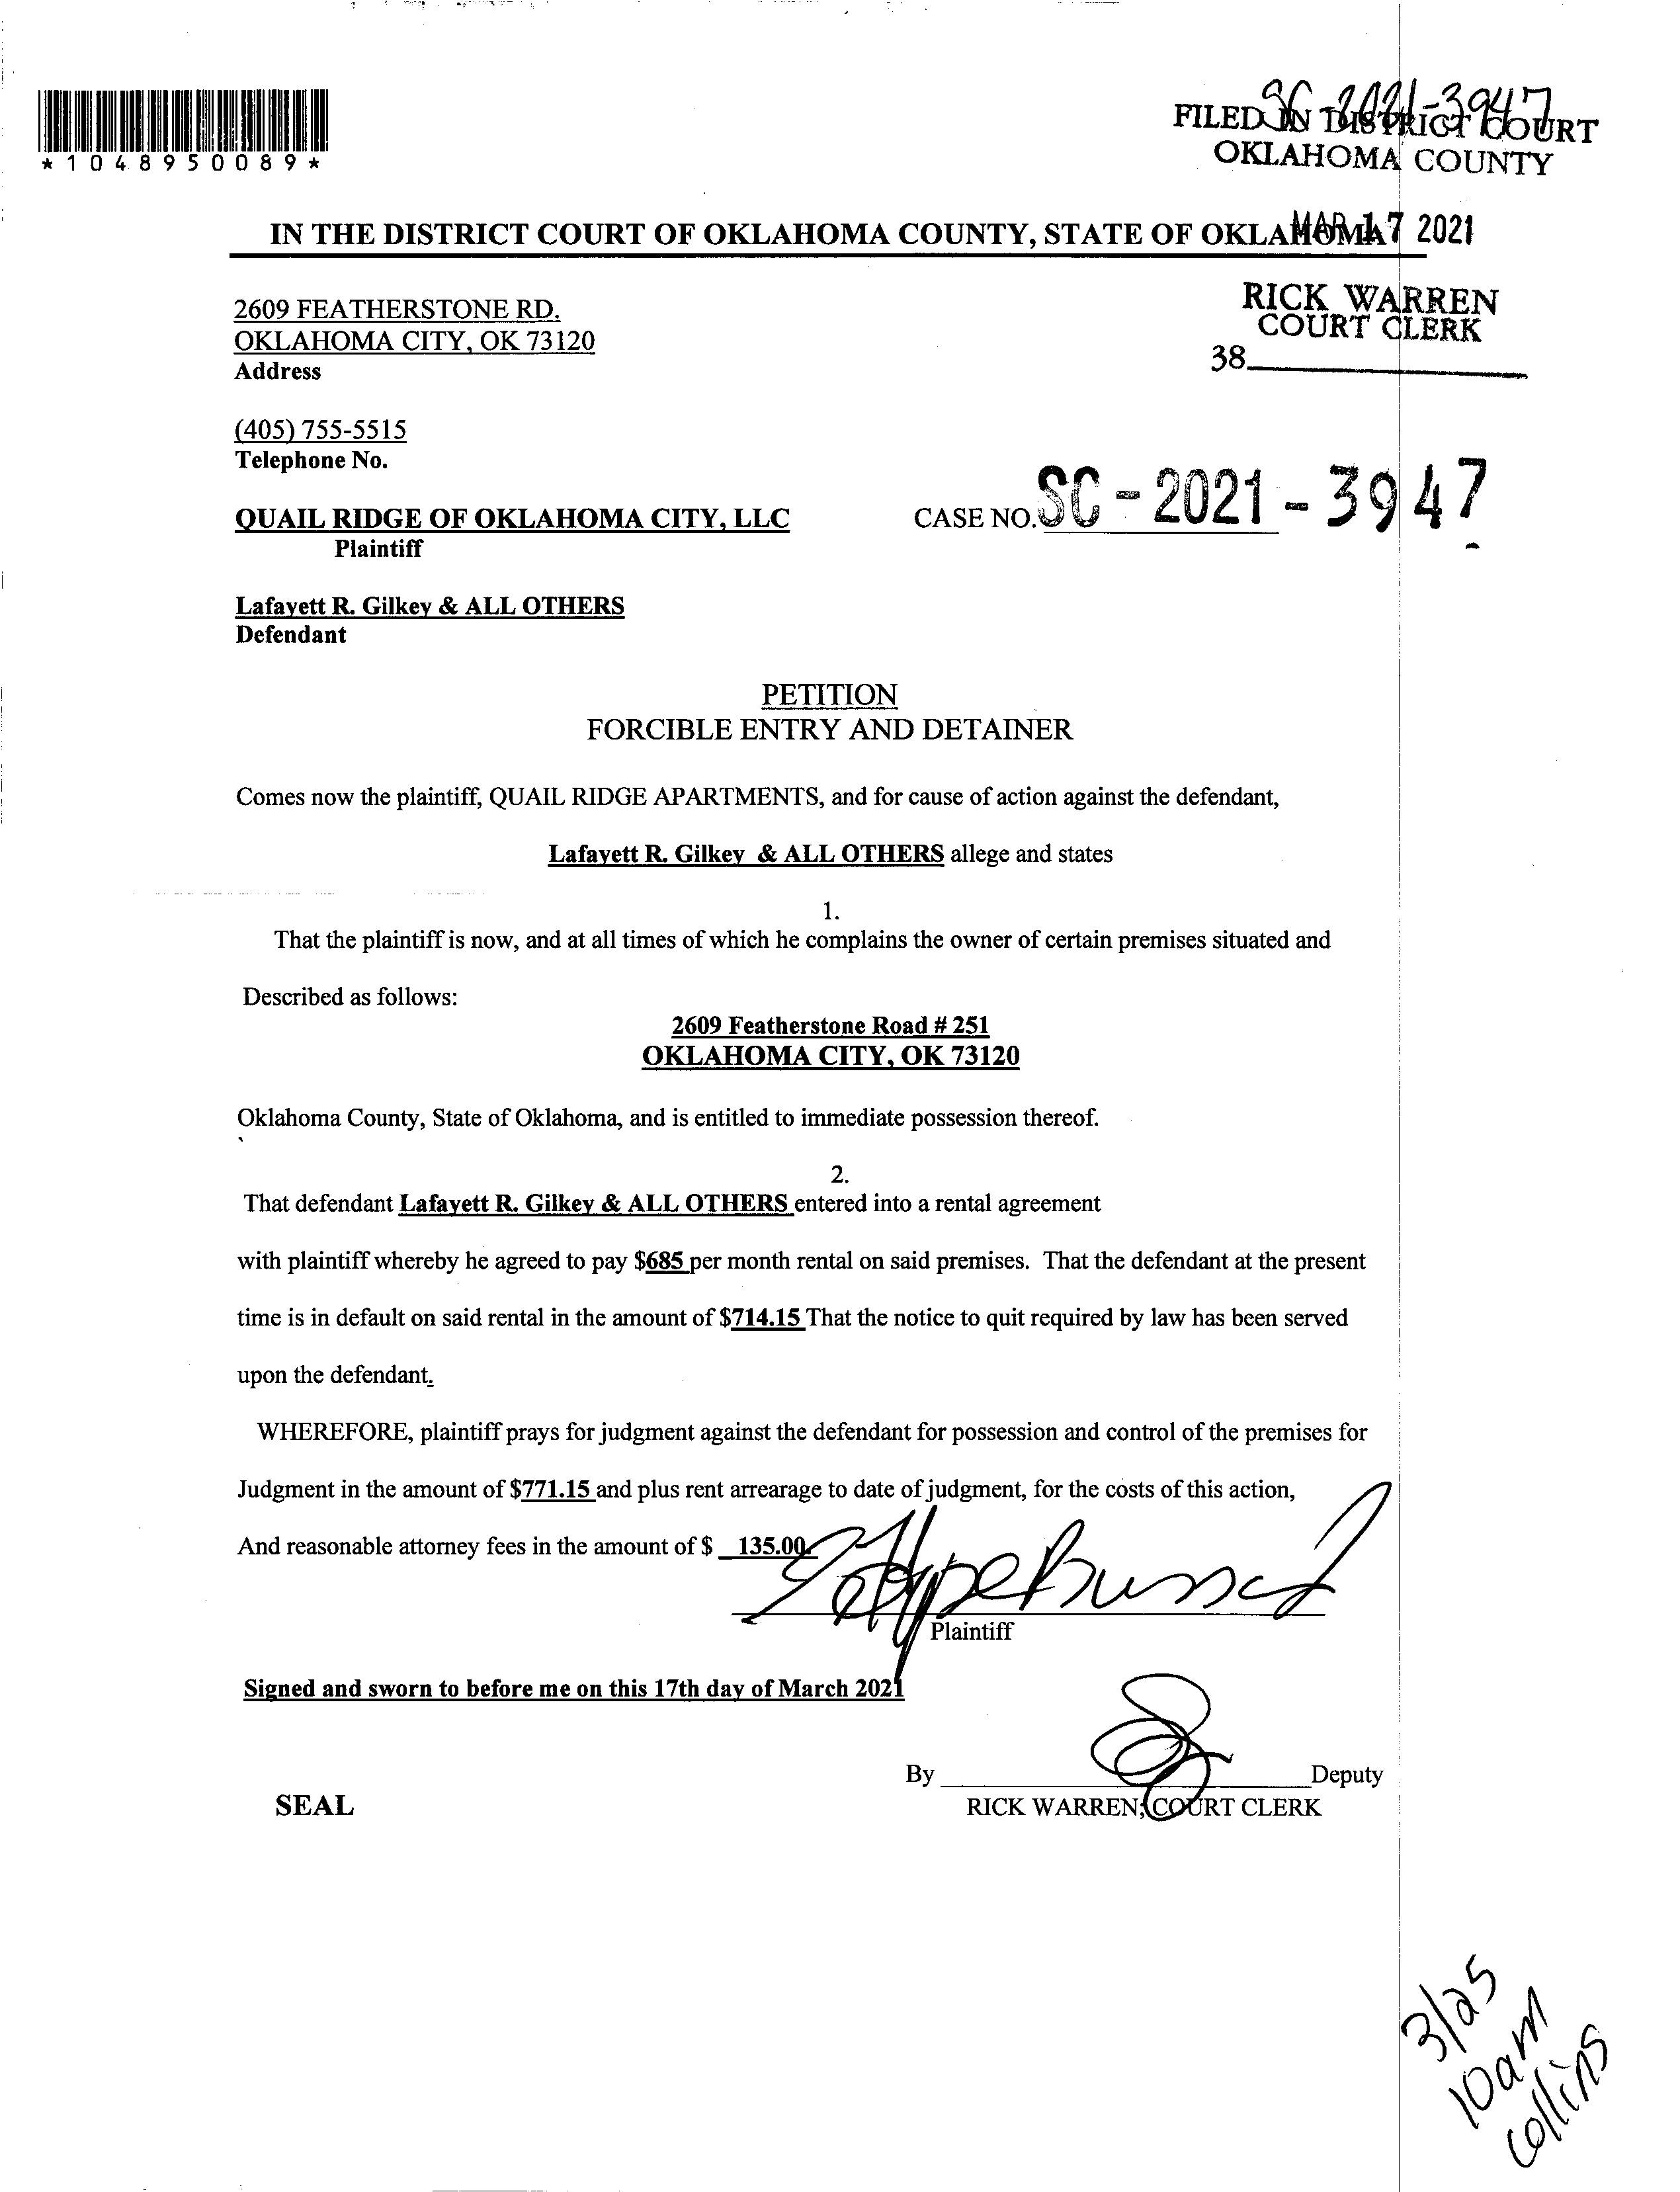 *1048950089*
SC-2021-3947
FILED IN DISTRICT COURT
OKLAHOMA COUNTY
MAR 17 2021
IN THE DISTRICT COURT OF OKLAHOMA COUNTY, STATE OF OKLAHOMA
RICK WARREN
COURT CLERK
38
2609 FEATHERSTONE RD.
OKLAHOMA CITY, OK 73120
Address
(405) 755-5515
Telephone No.
QUAIL RIDGE OF OKLAHOMA CITY, LLC
CASE NO. SC-2021-3947
Plaintiff
Lafayett R. Gilkey & ALL OTHERS
Defendant
PETITION
FORCIBLE ENTRY AND DETAINER
Comes now the plaintiff, QUAIL RIDGE APARTMENTS, and for cause of action against the defendant,
Lafayett R. Gilkey & ALL OTHERS allege and states
1.
That the plaintiff is now, and at all times of which he complains the owner of certain premises situated and
Described as follows:
2609 Featherstone Road # 251
OKLAHOMA CITY, OK 73120
Oklahoma County, State of Oklahoma, and is entitled to immediate possession thereof.
2.
That defendant Lafayett R. Gilkey & ALL OTHERS entered into a rental agreement
with plaintiff whereby he agreed to pay $685 per month rental on said premises. That the defendant at the present
time is in default on said rental in the amount of $714.15 That the notice to quit required by law has been served
upon the defendant.
WHEREFORE, plaintiff prays for judgment against the defendant for possession and control of the premises for
Judgment in the amount of $771.15 and plus rent arrearage to date of judgment, for the costs of this action,
And reasonable attorney fees in the amount of $ 135.00.
Plaintiff
Signed and sworn to before me on this 17th day of March 2021
By Deputy
SEAL
RICK WARREN, COURT CLERK
3/25
10am
Collins